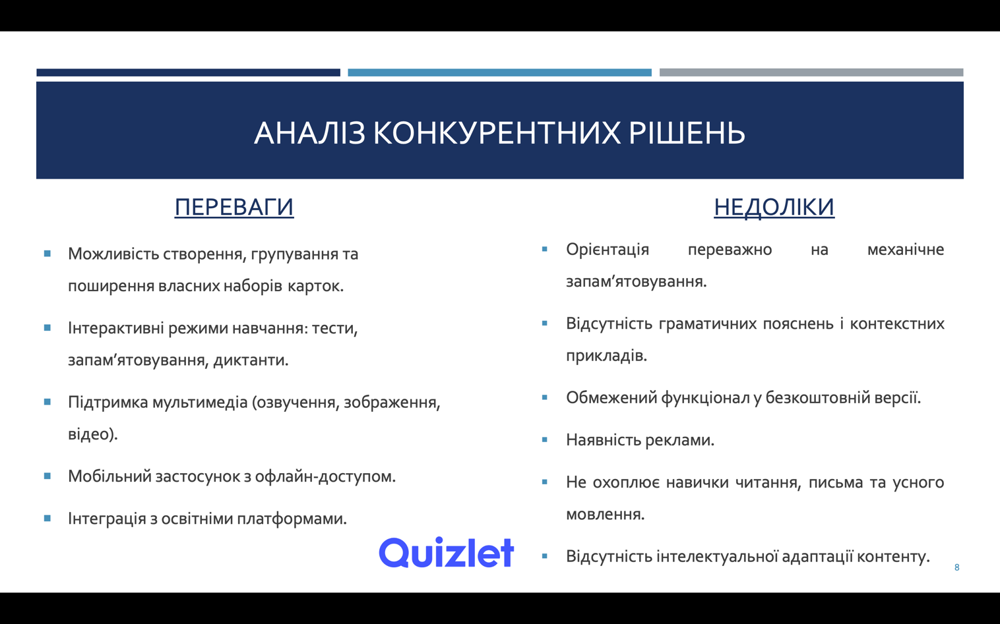 АНАЛІЗ КОНКУРЕНТНИХ РІШЕНЬ
ПЕРЕВАГИ
Можливість створення, групування та
поширення власних наборів карток.
Інтерактивні режими навчання: тести,
запам’ятовування, диктанти.
Підтримка мультимедіа (озвучення, зображення,
відео).
Мобільний застосунок з офлайн-доступом.
Інтеграція з освітніми платформами.
Quizlet
НЕДОЛІКИ
Орієнтація переважно на механічне
запам’ятовування.
Відсутність граматичних пояснень і контекстних
прикладів.
Обмежений функціонал у безкоштовній версії.
Наявність реклами.
Не охоплює навички читання, письма та усного
мовлення.
Відсутність інтелектуальної адаптації контенту.
8